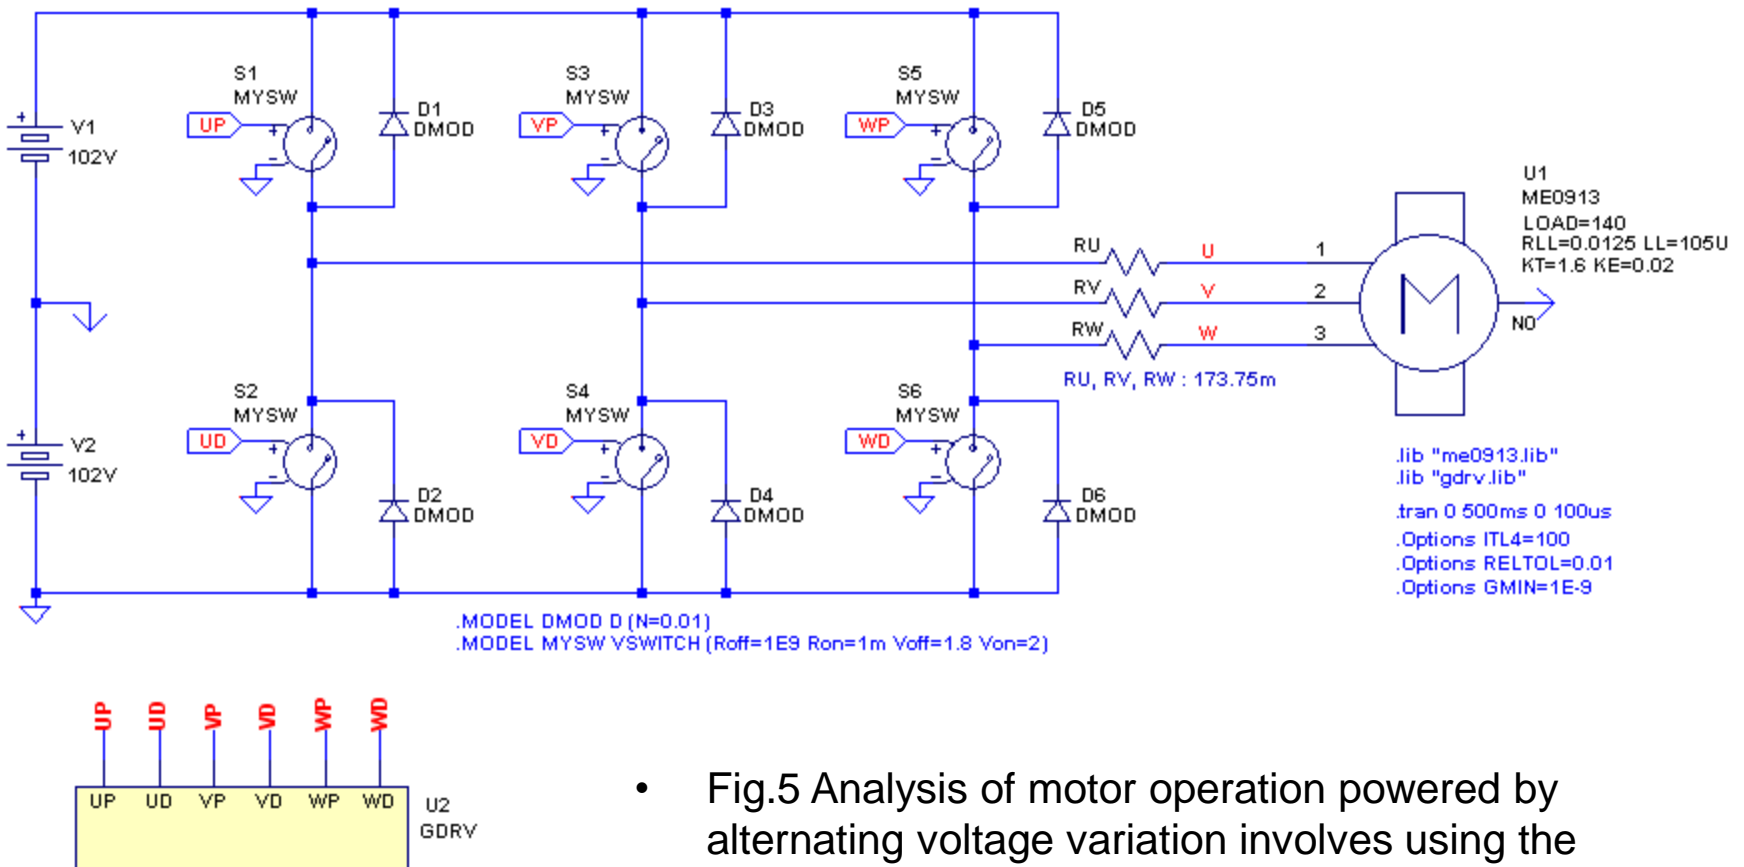 S1
MYSW
S3
MYSW
S5
MYSW
UP
+
-
D1
DMOD
VP
+
-
D3
DMOD
WP
+
-
D5
DMOD
+
V1
102V
U1
ME0913
LOAD=140
RLL=0.0125 LL=105U
KT=1.6 KE=0.02
RU
U
1
RV
V
2
RW
W
3
M
N0
RU, RV, RW : 173.75m
S2
MYSW
S4
MYSW
S6
MYSW
UD
+
-
D2
DMOD
VD
+
-
D4
DMOD
WD
+
-
D6
DMOD
+
V2
102V
.lib "me0913.lib"
.lib "gdrv.lib"
.tran 0 500ms 0 100us
.Options ITL4=100
.Options RELTOL=0.01
.Options GMIN=1E-9
.MODEL DMOD D (N=0.01)
.MODEL MYSW VSWITCH (Roff=1E9 Ron=1m Voff=1.8 Von=2)
UP UD VP VD WP WD
UP UD VP VD WP WD
U2
GDRV
• Fig.5 Analysis of motor operation powered by
alternating voltage variation involves using the